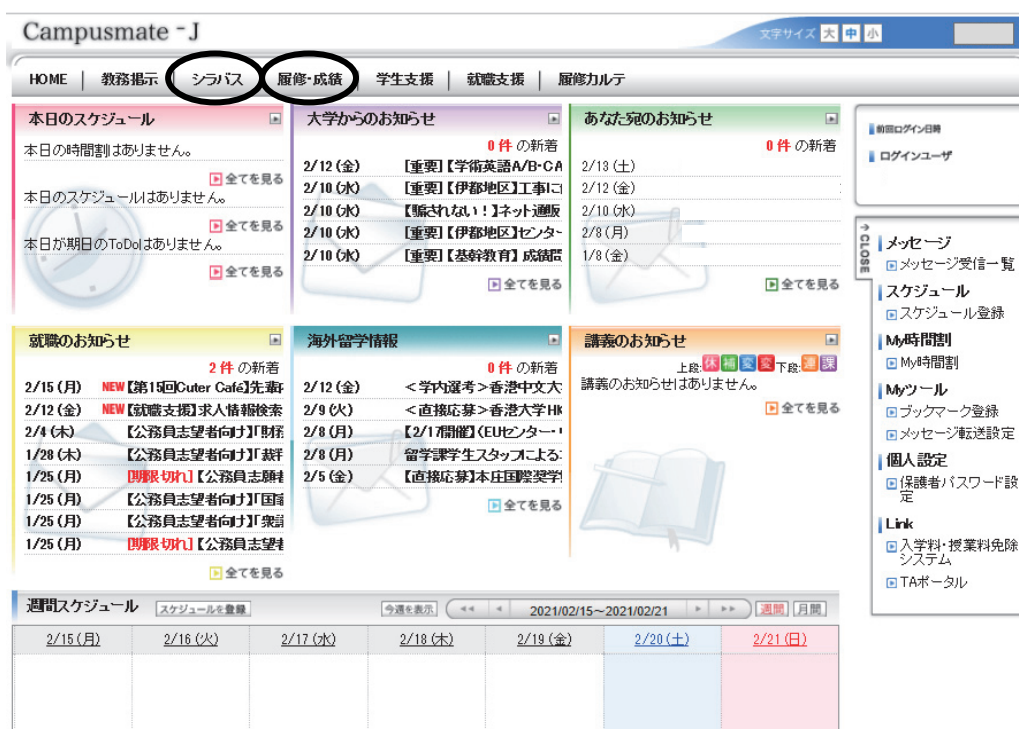 Campusmate - J
文字サイズ 大 中 小
HOME 教務掲示 シラバス 履修・成績 学生支援 就職支援 履修カルテ
本日のスケジュール
本日の時間割はありません。
全てを見る
本日のスケジュールはありません。
全てを見る
本日が期日のToDoはありません。
全てを見る
大学からのお知らせ
0 件 の新着
2/12 (金) [重要]【学術英語A/B・CA
2/10 (水) [重要]【伊都地区】工事に
2/10 (水) 【騙されない！】ネット通販
2/10 (水) [重要]【伊都地区】センター
2/10 (水) [重要]【基幹教育】成績
全てを見る
あなた宛のお知らせ
0 件 の新着
2/13 (土)
2/12 (金)
2/10 (水)
2/8 (月)
1/8 (金)
全てを見る
前回ログイン日時
ログインユーザ
就職のお知らせ
2 件 の新着
2/15 (月) NEW【第15回Guter Café】先輩
2/12 (金) NEW【就職支援】求人情報検索
2/4 (木) 【公務員志望者向け】「財
1/28 (木) 【公務員志望者向け】「裁
1/25 (月) [期限切れ]【公務員志願
1/25 (月) 【公務員志望者向け】「国
1/25 (月) 【公務員志望者向け】「衆
1/25 (月) [期限切れ]【公務員志望
全てを見る
海外留学情報
0 件 の新着
2/12 (金) ＜学内選考＞香港中文大
2/9 (火) ＜直接応募＞香港大学HK
2/8 (月) 【2/17開催】(EUセンター・
2/8 (月) 留学課学生スタッフによる
2/5 (金) 【直接応募】本庄国際奨学
全てを見る
講義のお知らせ
上段:休 補 変 変 下段:連 課
講義のお知らせはありません。
全てを見る
→CLOSE
メッセージ
メッセージ受信一覧
スケジュール
スケジュール登録
My時間割
My時間割
Myツール
ブックマーク登録
メッセージ転送設定
個人設定
保護者パスワード設
定
Link
入学料・授業料免除
システム
TAポータル
週間スケジュール スケジュールを登録 今週を表示 2021/02/15～2021/02/21 週間 月間
2/15 (月) 2/16 (火) 2/17 (水) 2/18 (木) 2/19 (金) 2/20 (土) 2/21 (日)